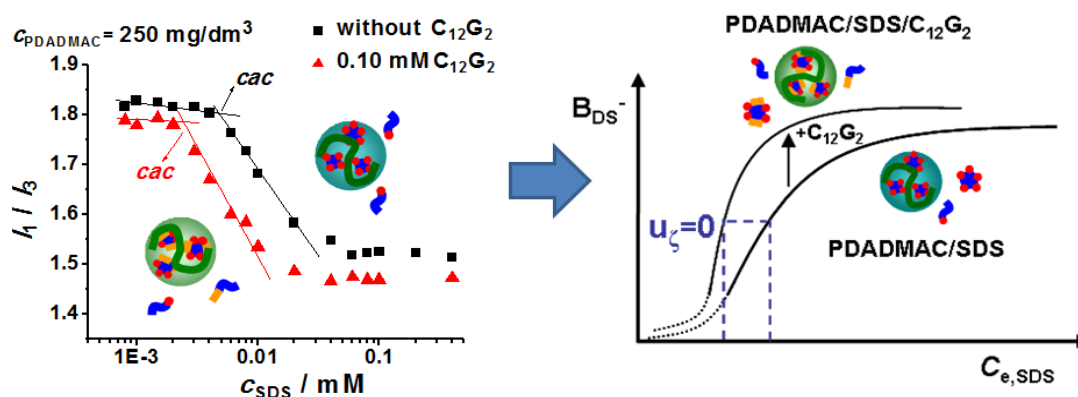 c_PDADMAC = 250 mg/dm³
■ without C₁₂G₂
▲ 0.10 mM C₁₂G₂
1.9
1.8
1.7
1.6
1.5
1.4
I₁ / I₃
cac
cac
1E-3
0.01
0.1
c_SDS / mM
PDADMAC/SDS/C₁₂G₂
B_DS⁻
+C₁₂G₂
u_ζ=0
PDADMAC/SDS
C_e,SDS